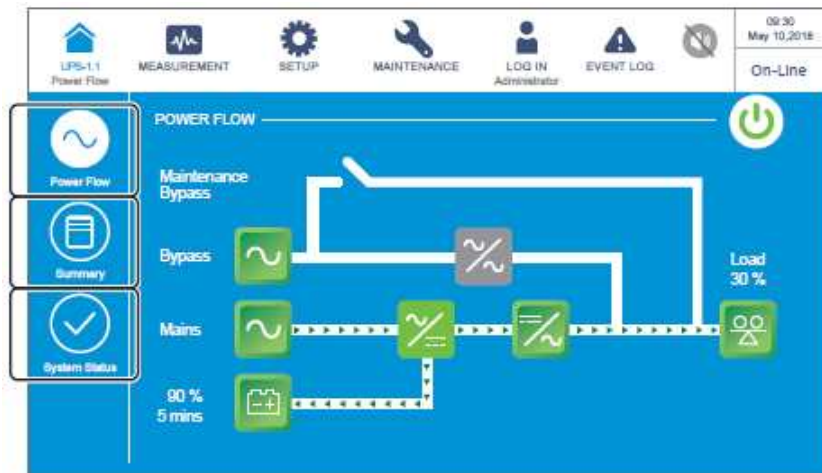 09:30
May 10,2018
On-Line
UPS-1.1
Power Flow
MEASUREMENT
SETUP
MAINTENANCE
LOG IN
Administrator
EVENT LOG
Power Flow
Summary
System Status
POWER FLOW
Maintenance
Bypass
Bypass
Mains
90 %
5 mins
Load
30 %